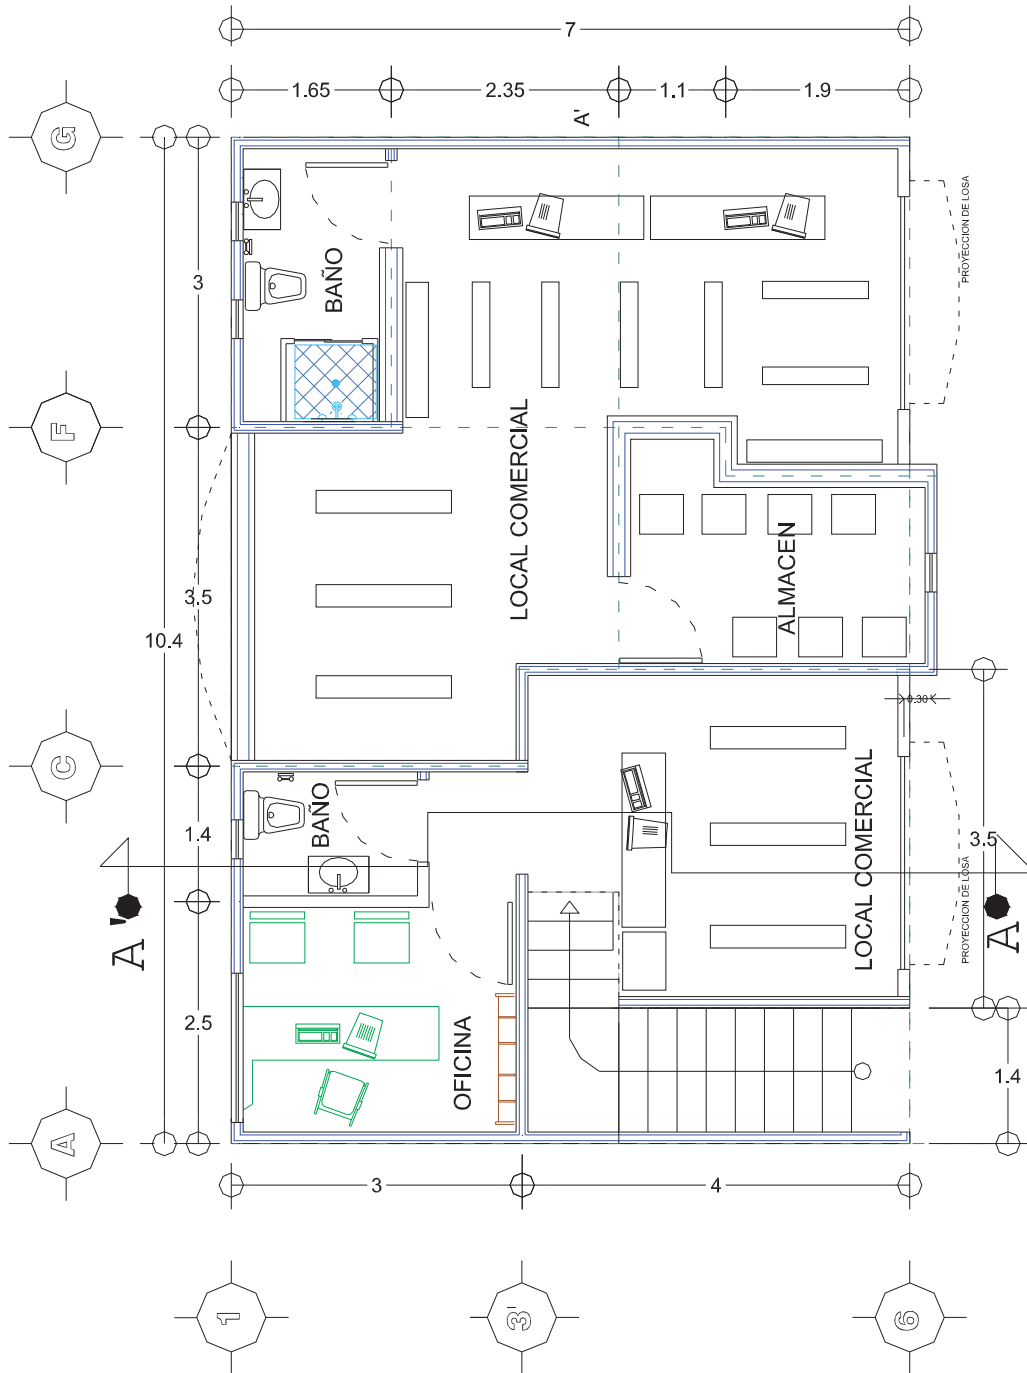 7
1.65
2.35
1.1
1.9
A'
G
PROYECCION DE LOSA
BAÑO
3
F
LOCAL COMERCIAL
ALMACEN
3.5
10.4
0.30
C
BAÑO
LOCAL COMERCIAL
1.4
3.5
PROYECCION DE LOSA
A'
A'
2.5
OFICINA
1.4
A
3
4
1
3'
6